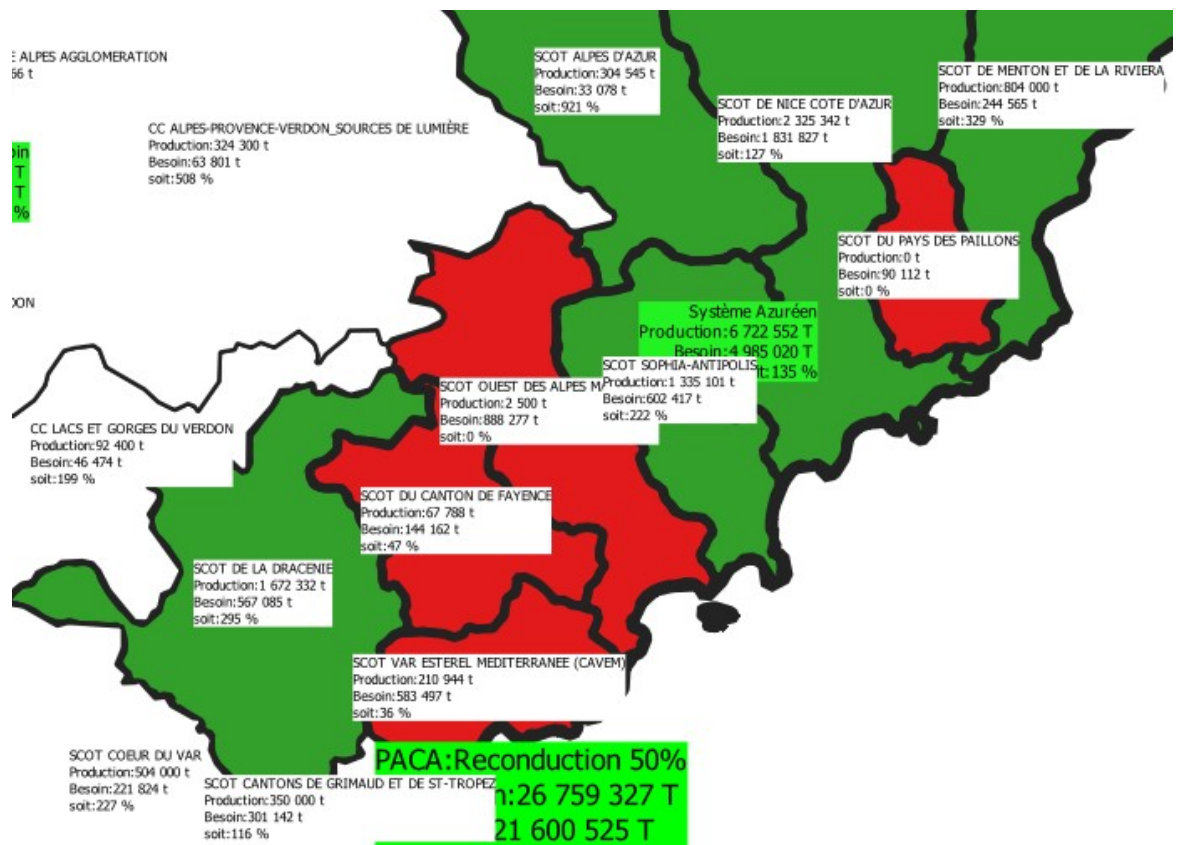 ALPES AGGLOMERATION
66 t
SCOT ALPES D'AZUR
Production:304 545 t
Besoin:33 078 t
soit:921 %
SCOT DE MENTON ET DE LA RIVIERA
Production:804 000 t
Besoin:244 565 t
soit:329 %
SCOT DE NICE COTE D'AZUR
Production:2 325 342 t
Besoin:1 831 827 t
soit:127 %
CC ALPES-PROVENCE-VERDON_SOURCES DE LUMIÈRE
Production:324 300 t
Besoin:63 801 t
soit:508 %
oin
T
T
%
SCOT DU PAYS DES PAILLONS
Production:0 t
Besoin:90 112 t
soit:0 %
DON
Système Azuréen
Production:6 722 552 T
Besoin:4 985 020 T
t:135 %
SCOT SOPHIA-ANTIPOLIS
Production:1 335 101 t
Besoin:602 417 t
soit:222 %
SCOT OUEST DES ALPES M
Production:2 500 t
Besoin:888 277 t
soit:0 %
CC LACS ET GORGES DU VERDON
Production:92 400 t
Besoin:46 474 t
soit:199 %
SCOT DU CANTON DE FAYENCE
Production:67 788 t
Besoin:144 162 t
soit:47 %
SCOT DE LA DRACENIE
Production:1 672 332 t
Besoin:567 085 t
soit:295 %
SCOT VAR ESTEREL MEDITERRANEE (CAVEM)
Production:210 944 t
Besoin:583 497 t
soit:36 %
SCOT COEUR DU VAR
Production:504 000 t
Besoin:221 824 t
soit:227 %
SCOT CANTONS DE GRIMAUD ET DE ST-TROPEZ
Production:350 000 t
Besoin:301 142 t
soit:116 %
PACA:Reconduction 50%
n:26 759 327 T
21 600 525 T